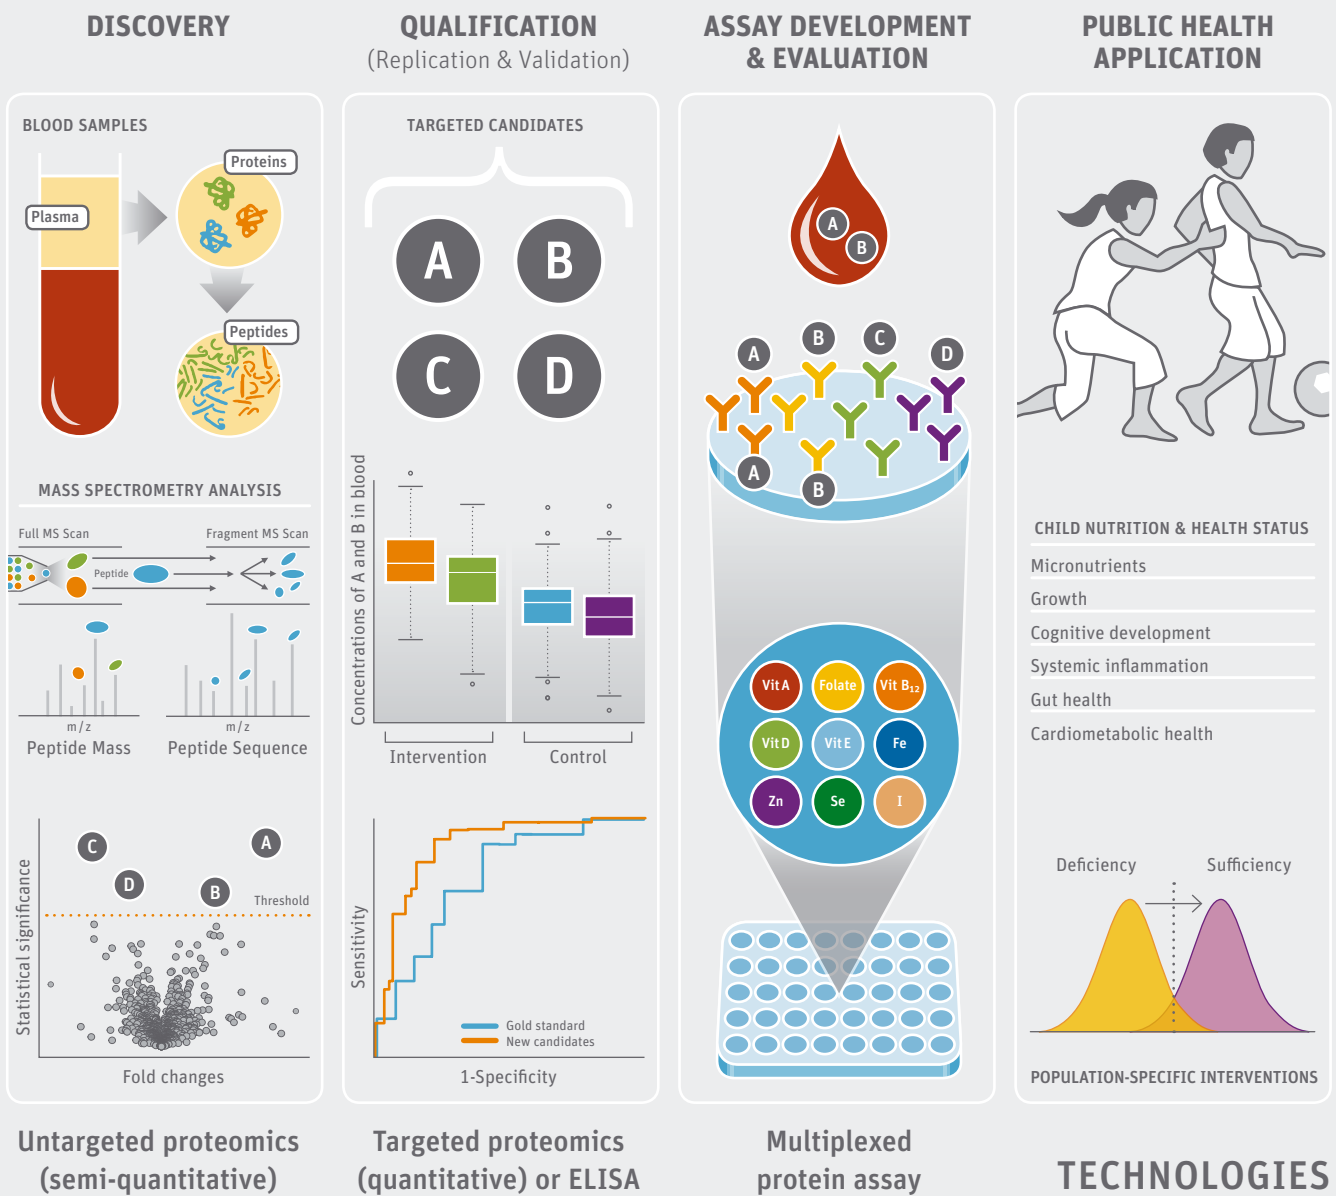 DISCOVERY
BLOOD SAMPLES
Proteins
Plasma
Peptides
MASS SPECTROMETRY ANALYSIS
Full MS Scan
Fragment MS Scan
Peptide
m/z
m/z
Peptide Mass
Peptide Sequence
C
A
D
B
Threshold
Statistical significance
Fold changes
Untargeted proteomics
(semi-quantitative)
QUALIFICATION
(Replication & Validation)
TARGETED CANDIDATES
A
B
C
D
Concentrations of A and B in blood
Intervention
Control
Sensitivity
Gold standard
New candidates
1-Specificity
Targeted proteomics
(quantitative) or ELISA
ASSAY DEVELOPMENT
& EVALUATION
A
B
A
B
C
D
A
B
Vit A
Folate
Vit B₁₂
Vit D
Vit E
Fe
Zn
Se
I
Multiplexed
protein assay
PUBLIC HEALTH
APPLICATION
CHILD NUTRITION & HEALTH STATUS
Micronutrients
Growth
Cognitive development
Systemic inflammation
Gut health
Cardiometabolic health
Deficiency
Sufficiency
POPULATION-SPECIFIC INTERVENTIONS
TECHNOLOGIES